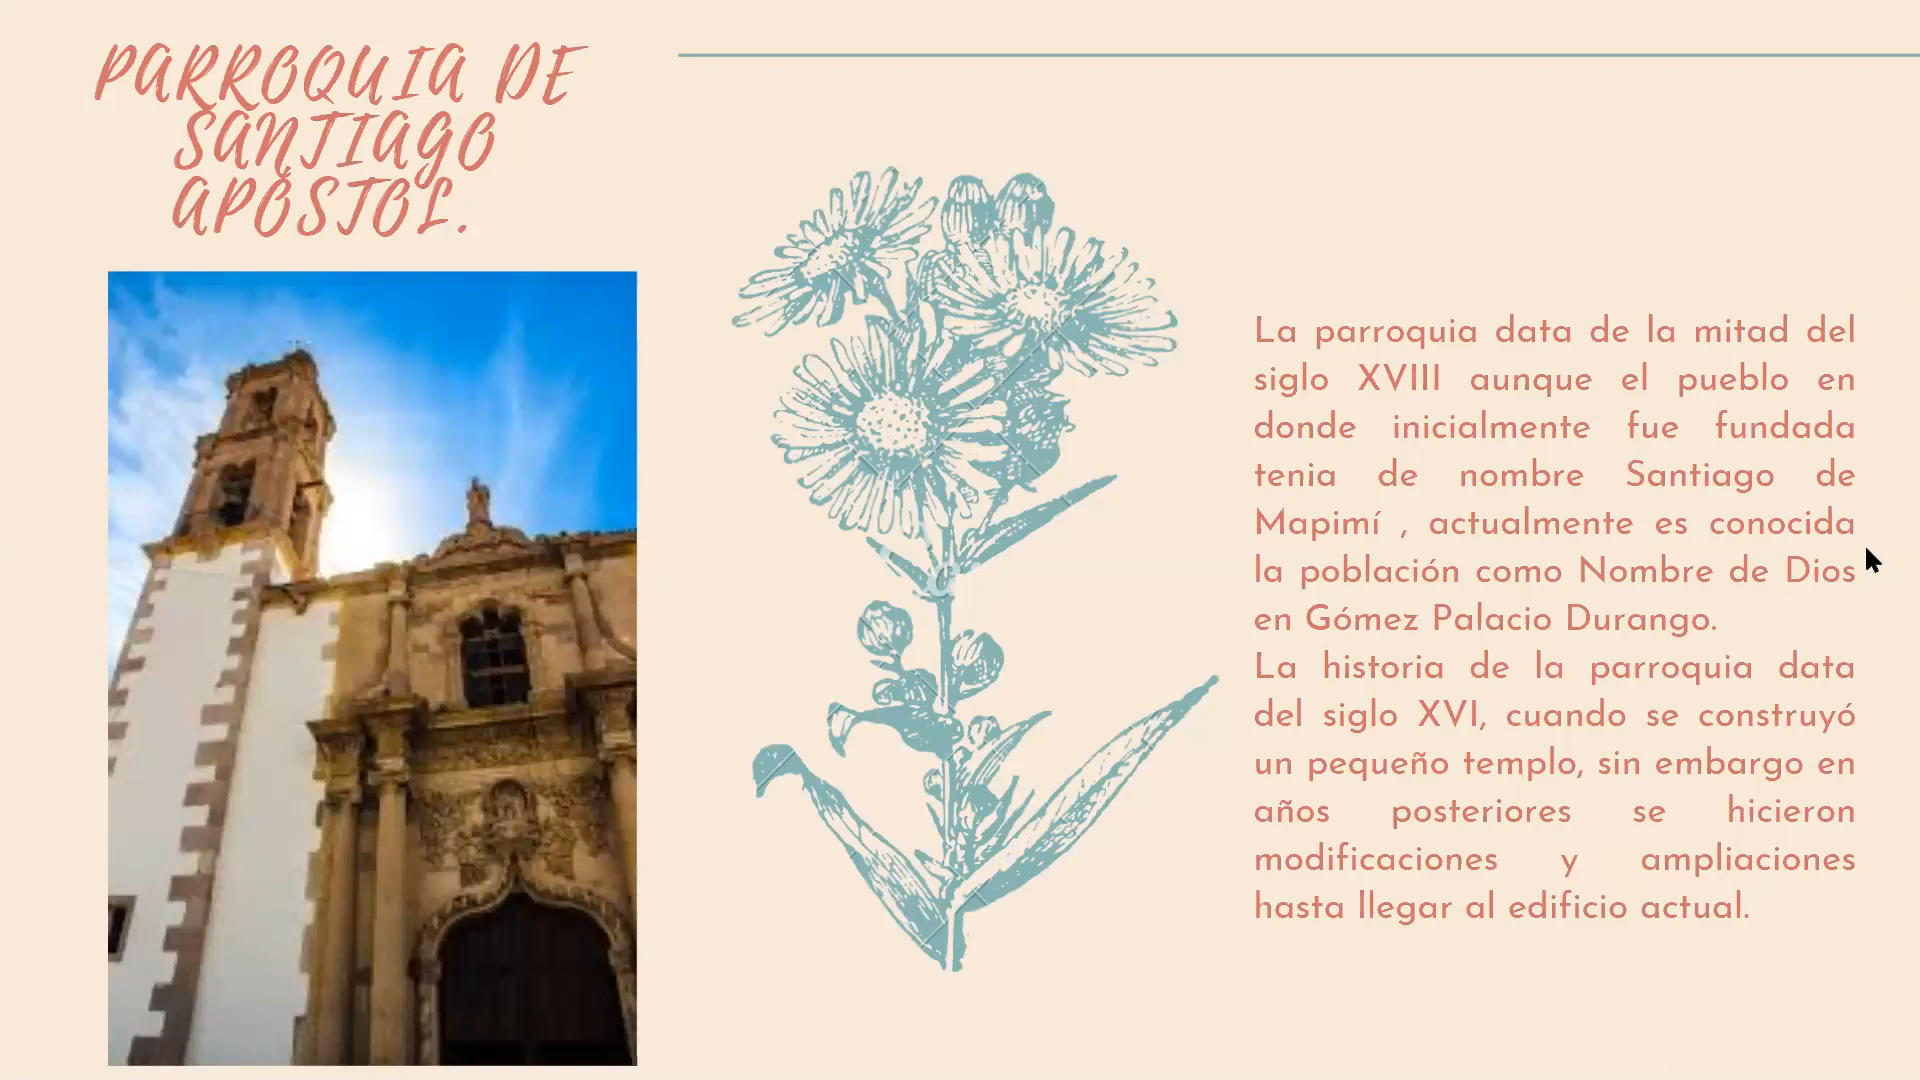 PARROQUIA DE
SANTIAGO
APÓSTOL.
La parroquia data de la mitad del
siglo XVIII aunque el pueblo en
donde inicialmente fue fundada
tenia de nombre Santiago de
Mapimí , actualmente es conocida
la población como Nombre de Dios
en Gómez Palacio Durango.
La historia de la parroquia data
del siglo XVI, cuando se construyó
un pequeño templo, sin embargo en
años posteriores se hicieron
modificaciones y ampliaciones
hasta llegar al edificio actual.